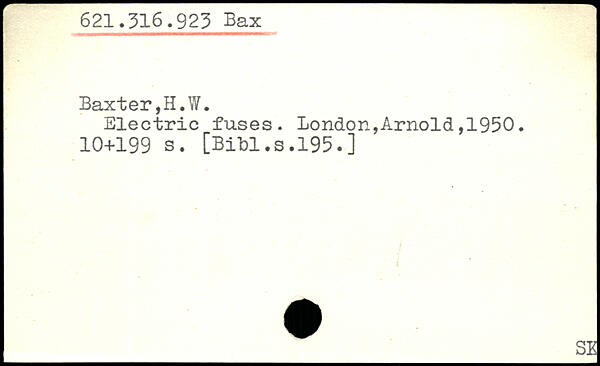 621.316.923 Bax
Baxter,H.W.
Electric fuses. London,Arnold,1950.
10+199 s. [Bibl.s.195.]
SK